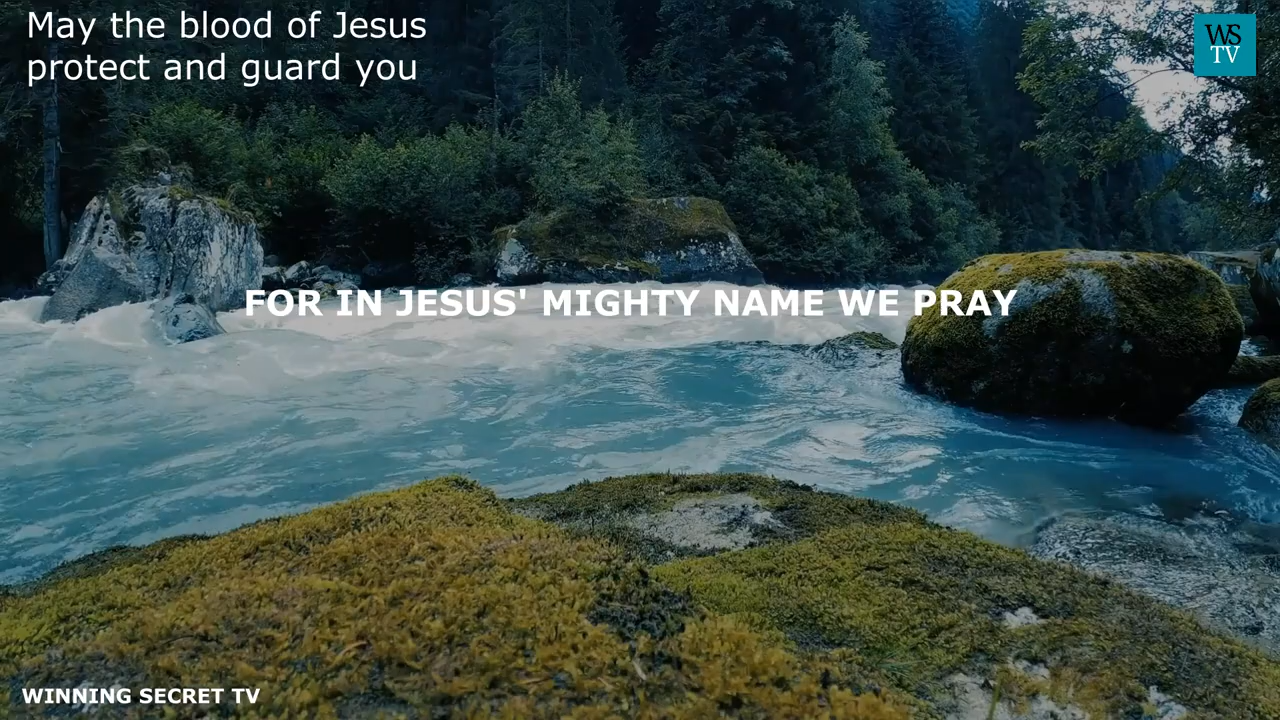 May the blood of Jesus
protect and guard you
WS
TV
FOR IN JESUS' MIGHTY NAME WE PRAY
WINNING SECRET TV